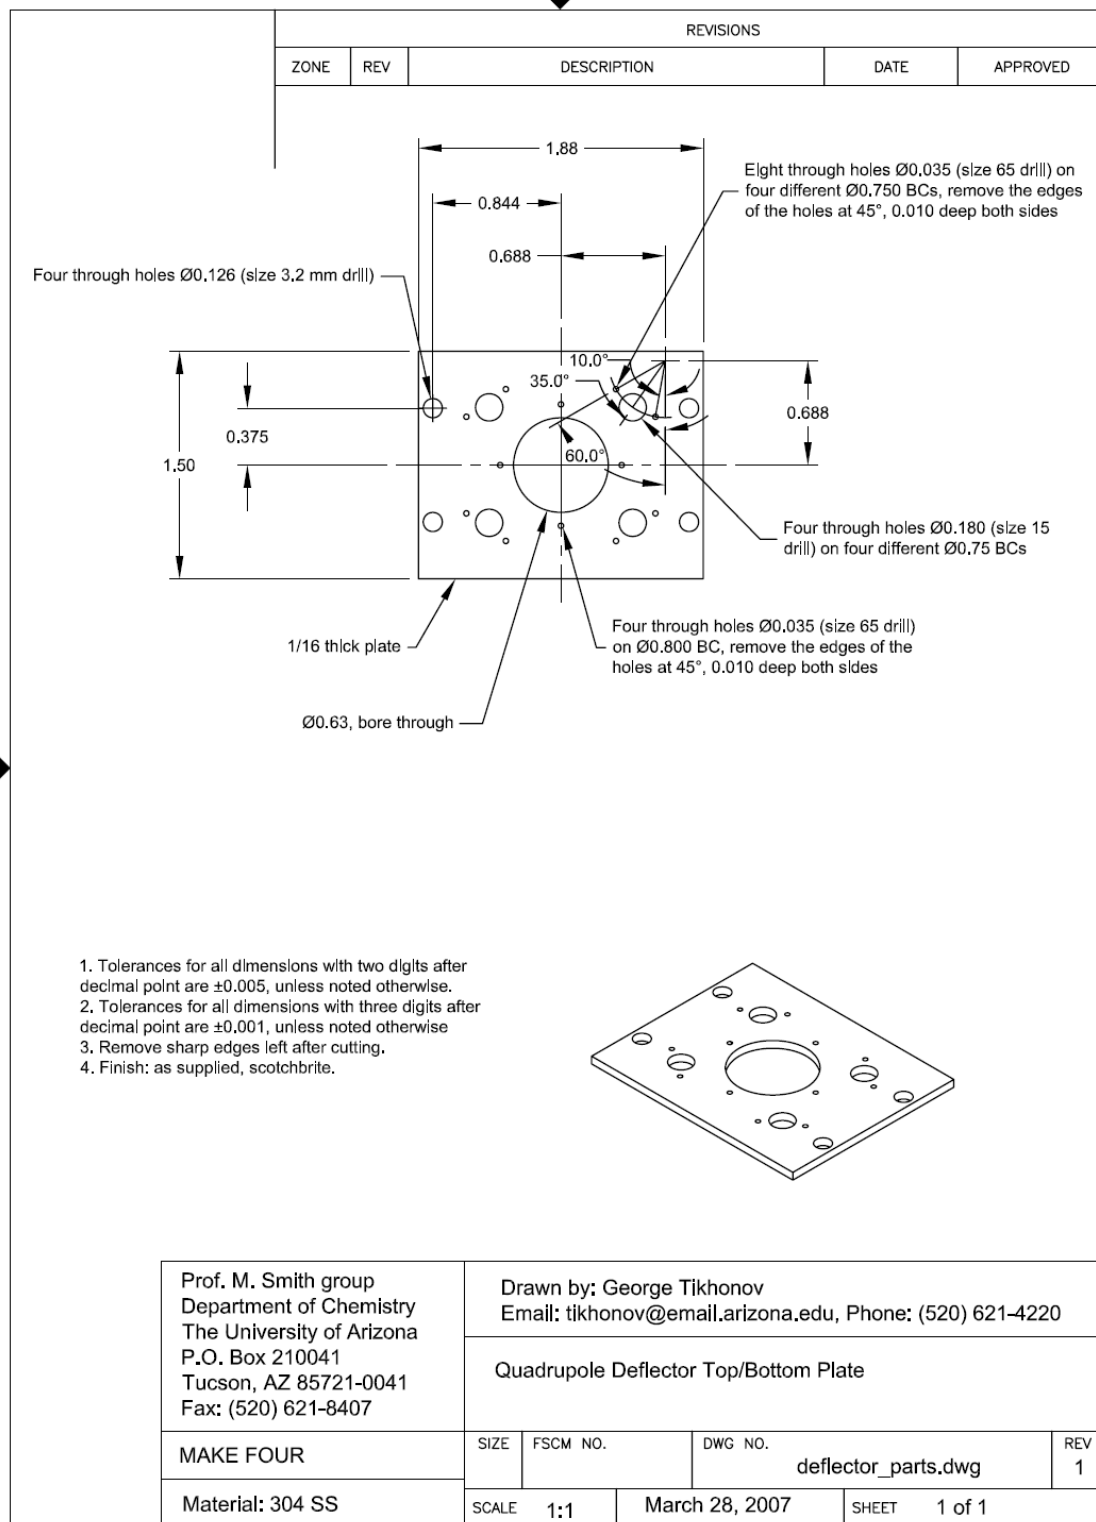 REVISIONS
ZONE
REV
DESCRIPTION
DATE
APPROVED
1.88
Eight through holes Ø0.035 (size 65 drill) on
four different Ø0.750 BCs, remove the edges
of the holes at 45°, 0.010 deep both sides
0.844
0.688
Four through holes Ø0.126 (size 3.2 mm drill)
10.0°
35.0°
0.688
0.375
1.50
60.0°
Four through holes Ø0.180 (size 15
drill) on four different Ø0.75 BCs
1/16 thick plate
Four through holes Ø0.035 (size 65 drill)
on Ø0.800 BC, remove the edges of the
holes at 45°, 0.010 deep both sides
Ø0.63, bore through
1. Tolerances for all dimensions with two digits after
decimal point are ±0.005, unless noted otherwise.
2. Tolerances for all dimensions with three digits after
decimal point are ±0.001, unless noted otherwise
3. Remove sharp edges left after cutting.
4. Finish: as supplied, scotchbrite.
Prof. M. Smith group
Department of Chemistry
The University of Arizona
P.O. Box 210041
Tucson, AZ 85721-0041
Fax: (520) 621-8407
Drawn by: George Tikhonov
Email: tikhonov@email.arizona.edu, Phone: (520) 621-4220
Quadrupole Deflector Top/Bottom Plate
MAKE FOUR
SIZE
FSCM NO.
DWG NO.
deflector_parts.dwg
REV
1
Material: 304 SS
SCALE 1:1
March 28, 2007
SHEET 1 of 1